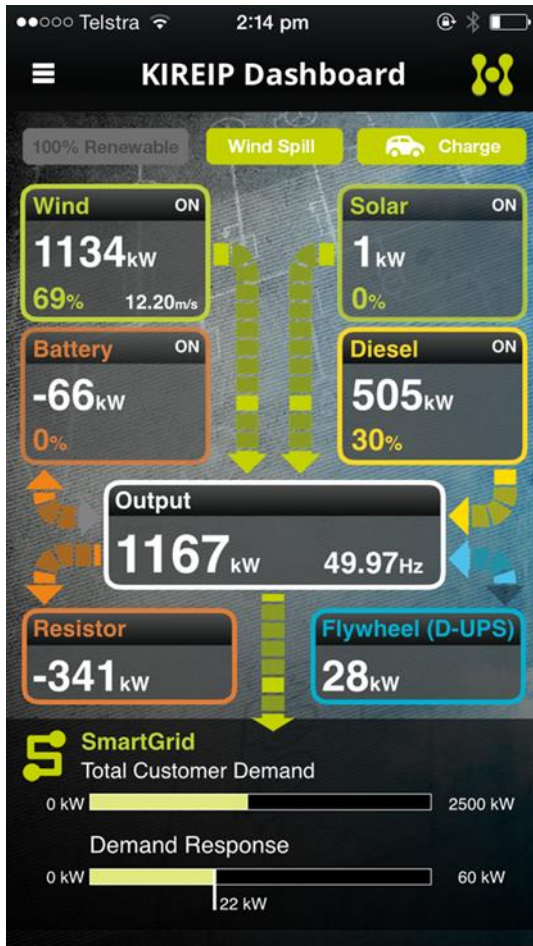 Telstra 2:14 pm
KIREIP Dashboard
100% Renewable
Wind Spill
Charge
Wind ON
1134kW
69% 12.20m/s
Solar ON
1kW
0%
Battery ON
-66kW
0%
Diesel ON
505kW
30%
Output
1167kW 49.97Hz
Resistor
-341kW
Flywheel (D-UPS)
28kW
SmartGrid
Total Customer Demand
0 kW 2500 kW
Demand Response
0 kW 60 kW
22 kW